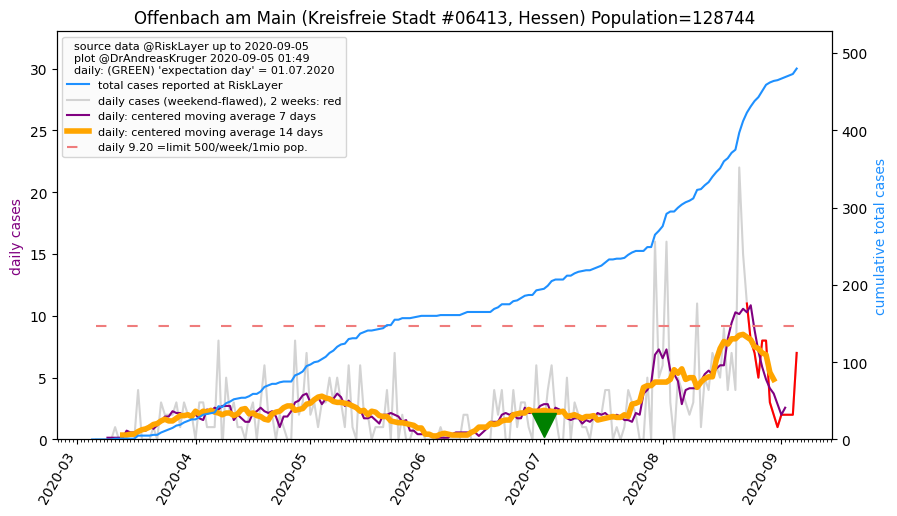 Offenbach am Main (Kreisfreie Stadt #06413, Hessen) Population=128744
source data @RiskLayer up to 2020-09-05
plot @DrAndreasKruger 2020-09-05 01:49
daily: (GREEN) 'expectation day' = 01.07.2020
total cases reported at RiskLayer
daily cases (weekend-flawed), 2 weeks: red
daily: centered moving average 7 days
daily: centered moving average 14 days
daily 9.20 =limit 500/week/1mio pop.
daily cases
30
25
20
15
10
5
0
500
400
300
200
100
0
cumulative total cases
2020-03
2020-04
2020-05
2020-06
2020-07
2020-08
2020-09